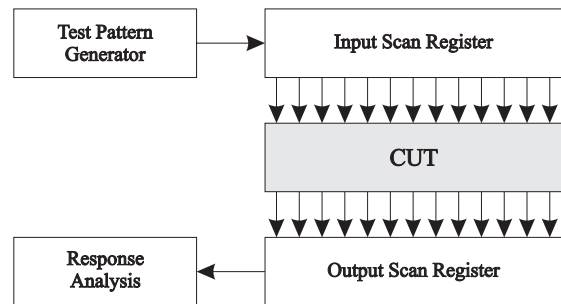 Test Pattern
Generator
Input Scan Register
CUT
Response
Analysis
Output Scan Register